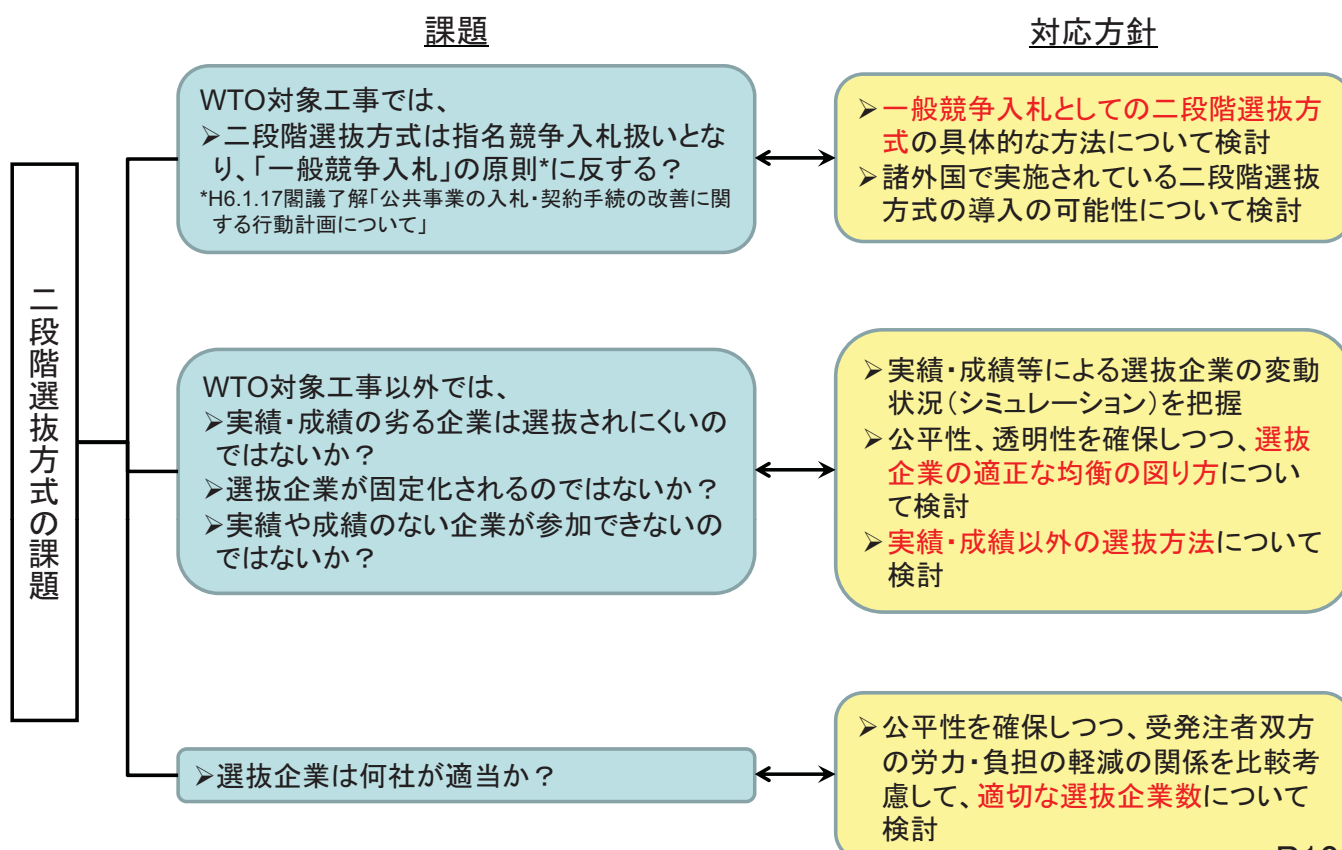 課題
対応方針
二段階選抜方式の課題
WTO対象工事では、
➢二段階選抜方式は指名競争入札扱いとな
り、「一般競争入札」の原則*に反する?
*H6.1.17閣議了解「公共事業の入札・契約手続の改善に関
する行動計画について」
➢一般競争入札としての二段階選抜方
式の具体的な方法について検討
➢諸外国で実施されている二段階選抜
方式の導入の可能性について検討
WTO対象工事以外では、
➢実績・成績の劣る企業は選抜されにくいの
ではないか?
➢選抜企業が固定化されるのではないか?
➢実績や成績のない企業が参加できないの
ではないか?
➢実績・成績等による選抜企業の変動
状況(シミュレーション)を把握
➢公平性、透明性を確保しつつ、選抜
企業の適正な均衡の図り方につい
て検討
➢実績・成績以外の選抜方法について
検討
➢選抜企業は何社が適当か?
➢公平性を確保しつつ、受発注者双方
の労力・負担の軽減の関係を比較考
慮して、適切な選抜企業数について
検討